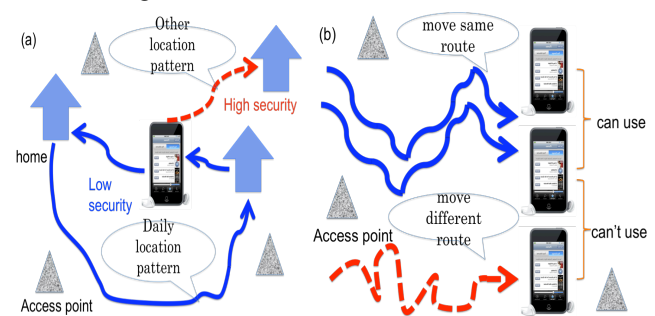 (a)
Other
location
pattern
High security
home
Low
security
Daily
location
pattern
Access point
(b)
move same
route
can use
move
different
route
Access point
can't use